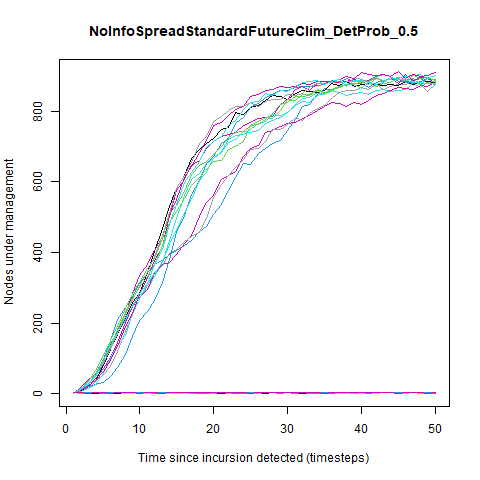 NoInfoSpreadStandardFutureClim_DetProb_0.5
Nodes under management
800
600
400
200
0
0 10 20 30 40 50
Time since incursion detected (timesteps)